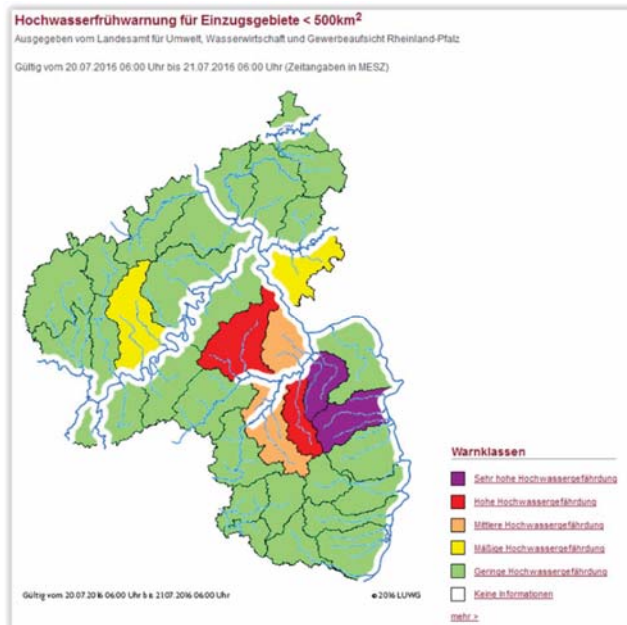 Hochwasserfrühwarnung für Einzugsgebiete < 500km²
Ausgegeben vom Landesamt für Umwelt, Wasserwirtschaft und Gewerbeaufsicht Rheinland-Pfalz
Gültig vom 20.07.2016 06:00 Uhr bis 21.07.2016 06:00 Uhr (Zeitangaben in MESZ)
Warnklassen
Sehr hohe Hochwassergefährdung
Hohe Hochwassergefährdung
Mittlere Hochwassergefährdung
Mäßige Hochwassergefährdung
Geringe Hochwassergefährdung
Keine Informationen
mehr >
Gültig vom 20.07.2016 06:00 Uhr bis 21.07.2016 06:00 Uhr
© 2016 LUWG